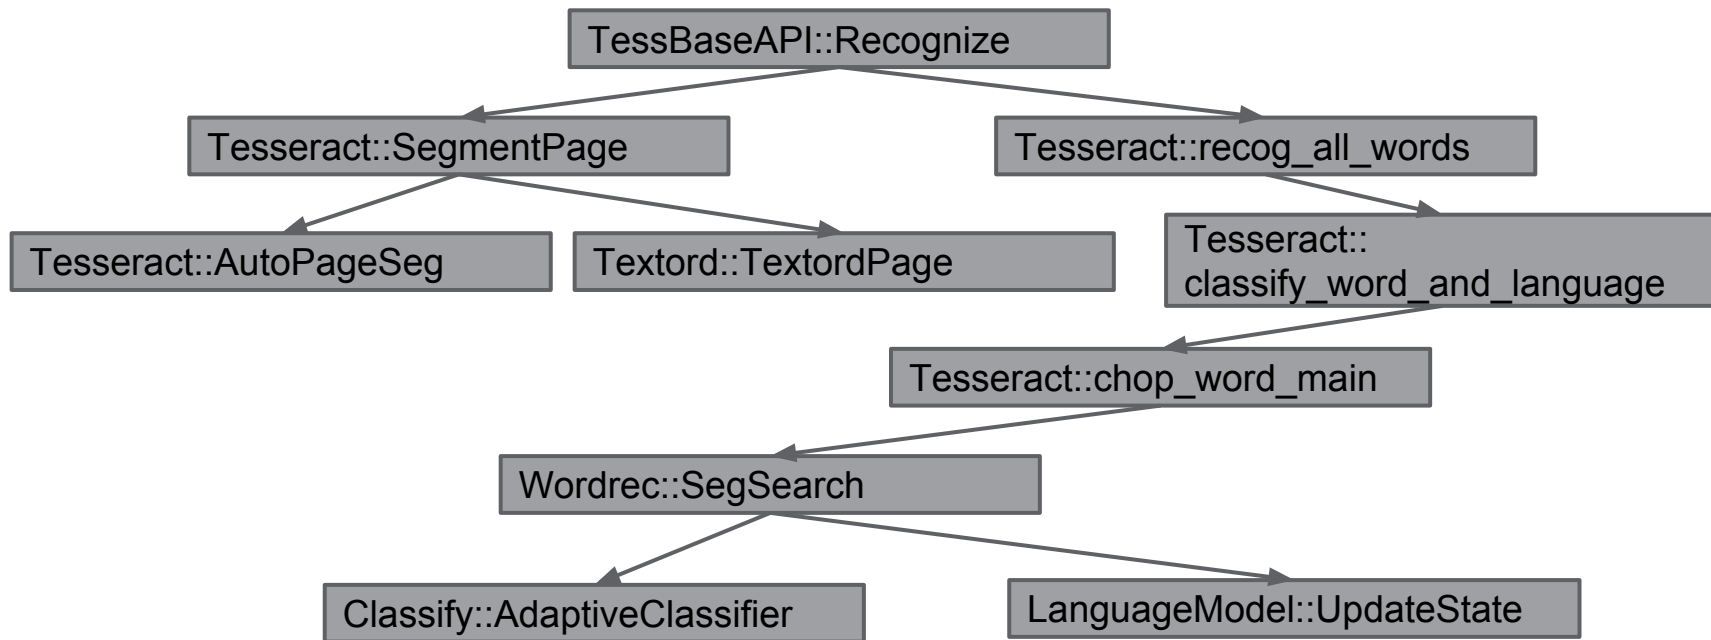 TessBaseAPI::Recognize
Tesseract::SegmentPage
Tesseract::recog_all_words
Tesseract::AutoPageSeg
Textord::TextordPage
Tesseract::
classify_word_and_language
Tesseract::chop_word_main
Wordrec::SegSearch
Classify::AdaptiveClassifier
LanguageModel::UpdateState